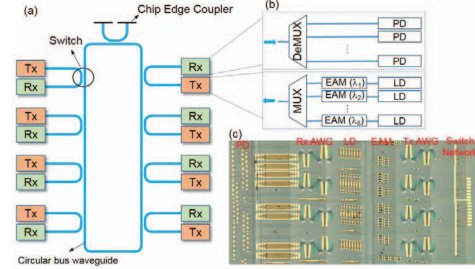 (a)
Chip Edge Coupler
Switch
Tx
Rx
Rx
Tx
Tx
Rx
Rx
Tx
Tx
Rx
Rx
Tx
Tx
Rx
Rx
Tx
Circular bus waveguide
(b)
DeMUX
PD
PD
PD
MUX
EAM (λ1)
LD
EAM (λ2)
LD
EAM (λ8)
LD
(c)
PD
Rx AWG
LD
EAM
Tx AWG
Switch
Network